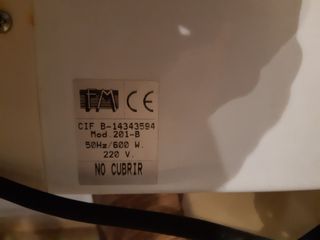 FM CE
CIF B-14343594
Mod.201-B
50Hz/600 W.
220 V.
NO CUBRIR